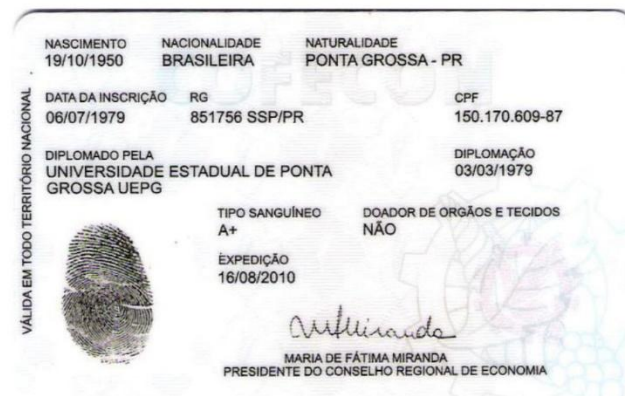 NASCIMENTO NACIONALIDADE NATURALIDADE
19/10/1950 BRASILEIRA PONTA GROSSA - PR
DATA DA INSCRIÇÃO RG CPF
06/07/1979 851756 SSP/PR 150.170.609-87
DIPLOMADO PELA DIPLOMAÇÃO
UNIVERSIDADE ESTADUAL DE PONTA 03/03/1979
GROSSA UEPG
TIPO SANGUÍNEO DOADOR DE ORGÃOS E TECIDOS
A+ NÃO
EXPEDIÇÃO
16/08/2010
MARIA DE FÁTIMA MIRANDA
PRESIDENTE DO CONSELHO REGIONAL DE ECONOMIA
VÁLIDA EM TODO TERRITÓRIO NACIONAL
COFECON